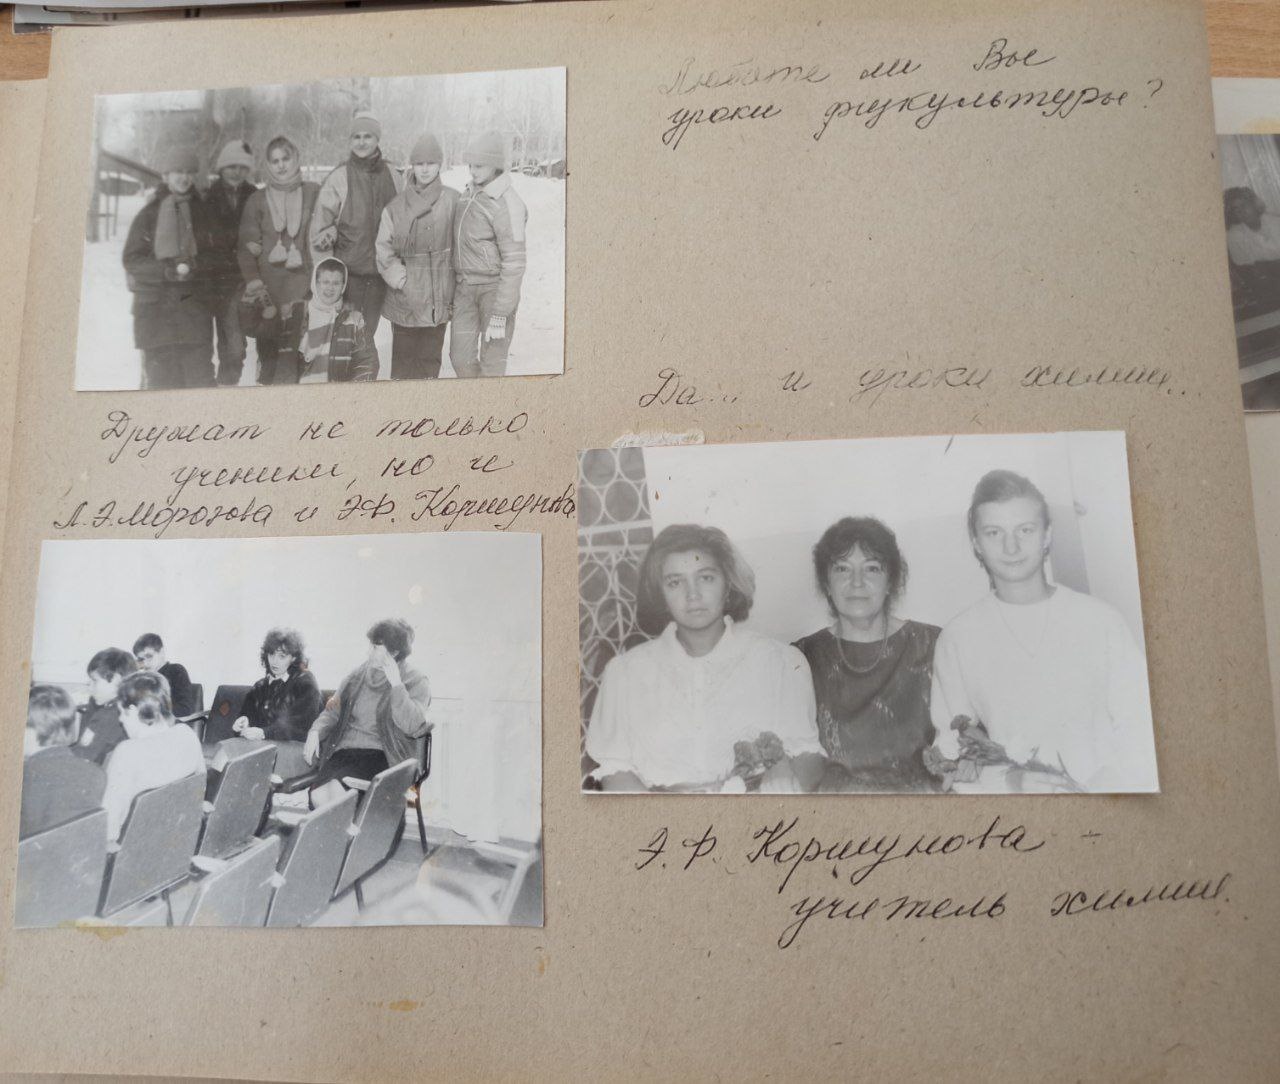 Любите ли Вы
уроки физкультуры?
Да... и уроки химии..
Дружат не только
ученики, но и
Л.Э.Морозова и Э.Ф. Коршунова
Э.Ф. Коршунова -
учитель химии.